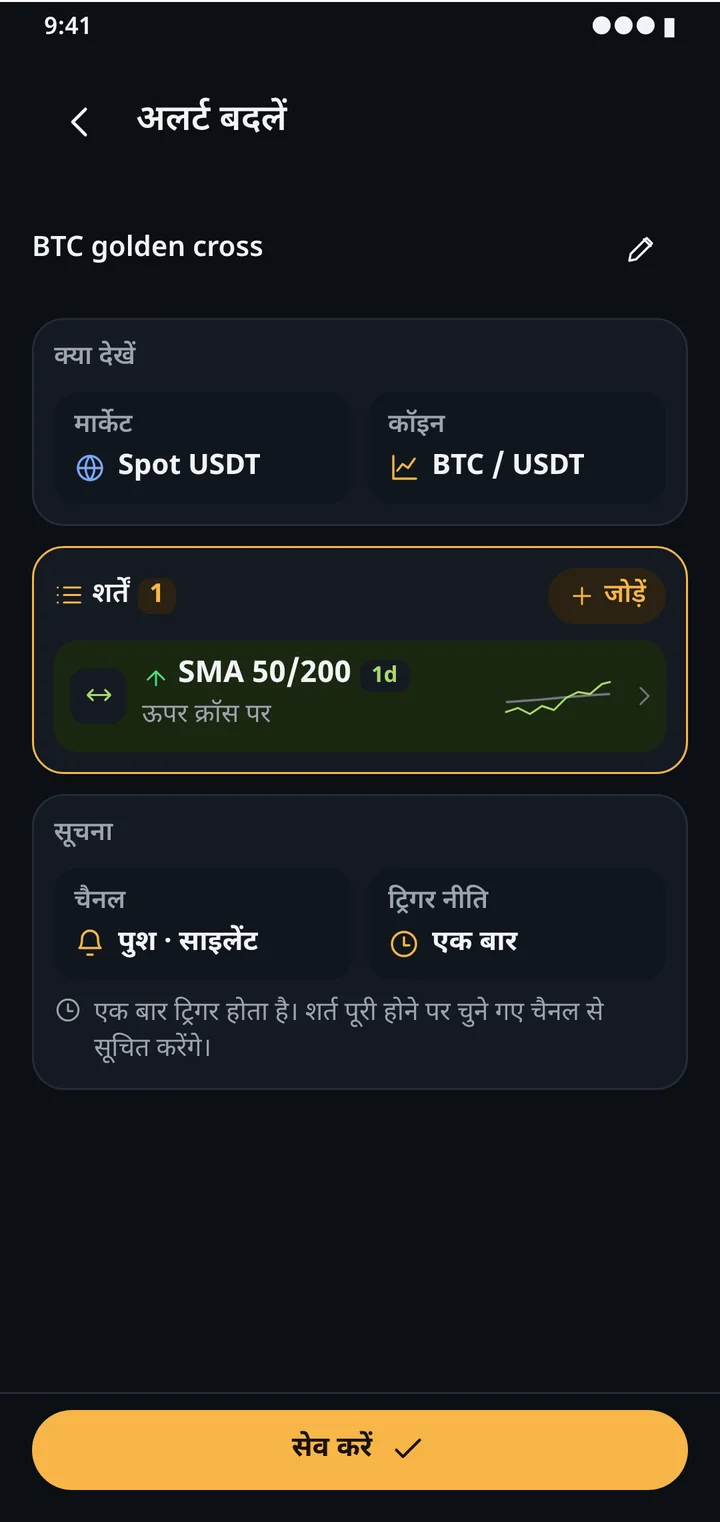 9:41
अलर्ट बदलें
BTC golden cross
क्या देखें
मार्केट
Spot USDT
कॉइन
BTC / USDT
शर्तें 1
+ जोड़ें
SMA 50/200 1d
ऊपर क्रॉस पर
सूचना
चैनल
पुश · साइलेंट
ट्रिगर नीति
एक बार
एक बार ट्रिगर होता है। शर्त पूरी होने पर चुने गए चैनल से
सूचित करेंगे।
सेव करें